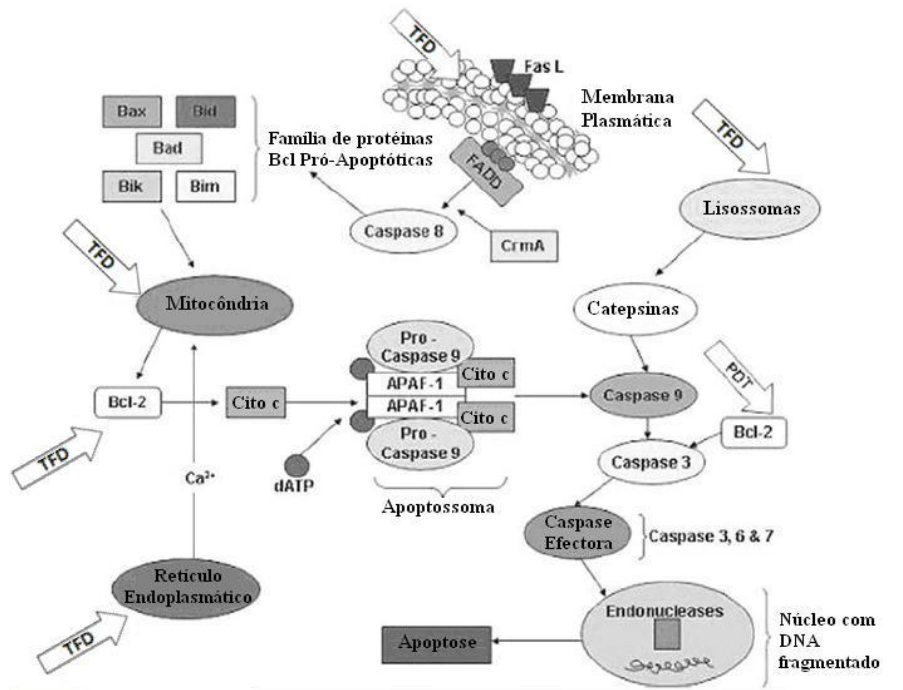 TFD
Fas L
Membrana
Plasmática
TFD
Bax
Bid
Bad
Bik
Bim
Família de protéinas
Bcl Pró-Apoptóticas
FADD
Caspase 8
CrmA
Lisossomas
TFD
Mitocôndria
Catepsinas
Pro -
Caspase 9
Cito c
APAF-1
APAF-1
Cito c
Pro -
Caspase 9
Caspase 9
PDT
Bcl-2
Cito c
Bcl-2
TFD
dATP
Apoptossoma
Caspase 3
Ca²⁺
Caspase
Efectora
Caspase 3, 6 & 7
Retículo
Endoplasmático
TFD
Endonucleases
Núcleo com
DNA
fragmentado
Apoptose